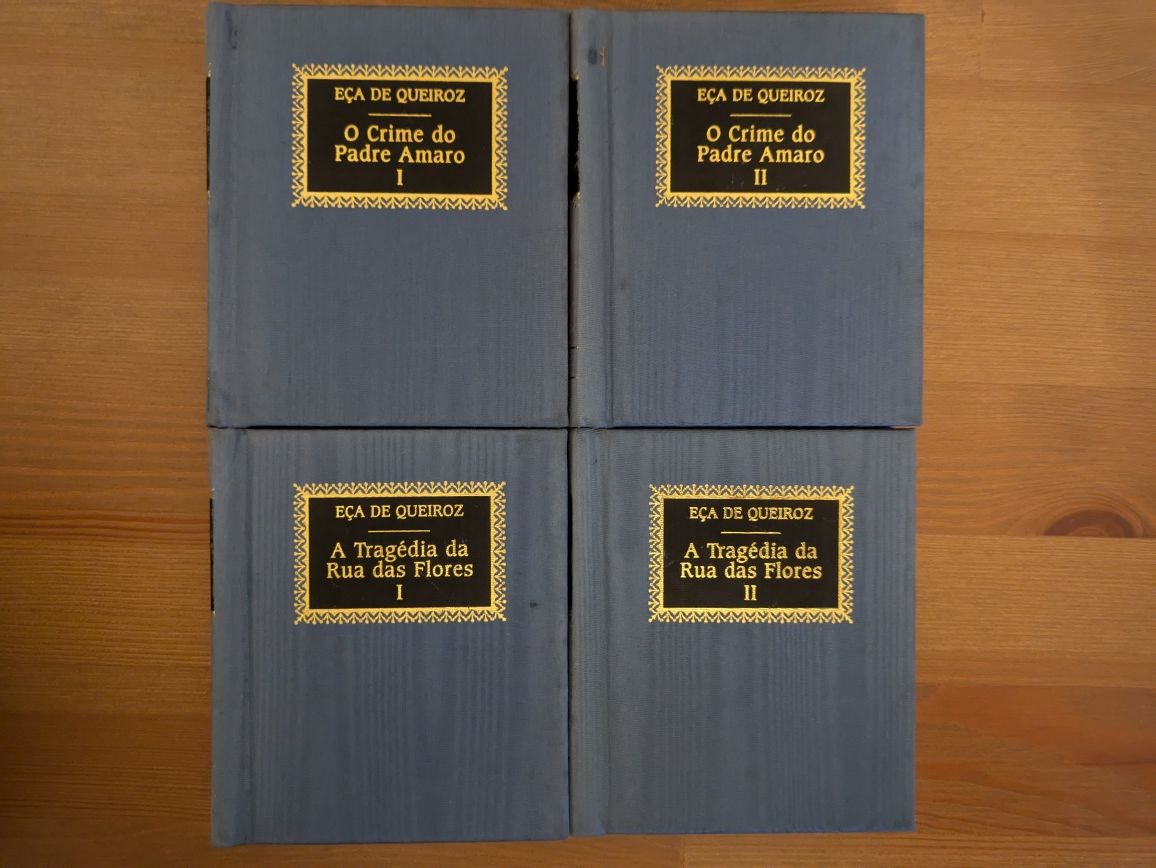 EÇA DE QUEIROZ
O Crime do
Padre Amaro
I
EÇA DE QUEIROZ
O Crime do
Padre Amaro
II
EÇA DE QUEIROZ
A Tragédia da
Rua das Flores
I
EÇA DE QUEIROZ
A Tragédia da
Rua das Flores
II